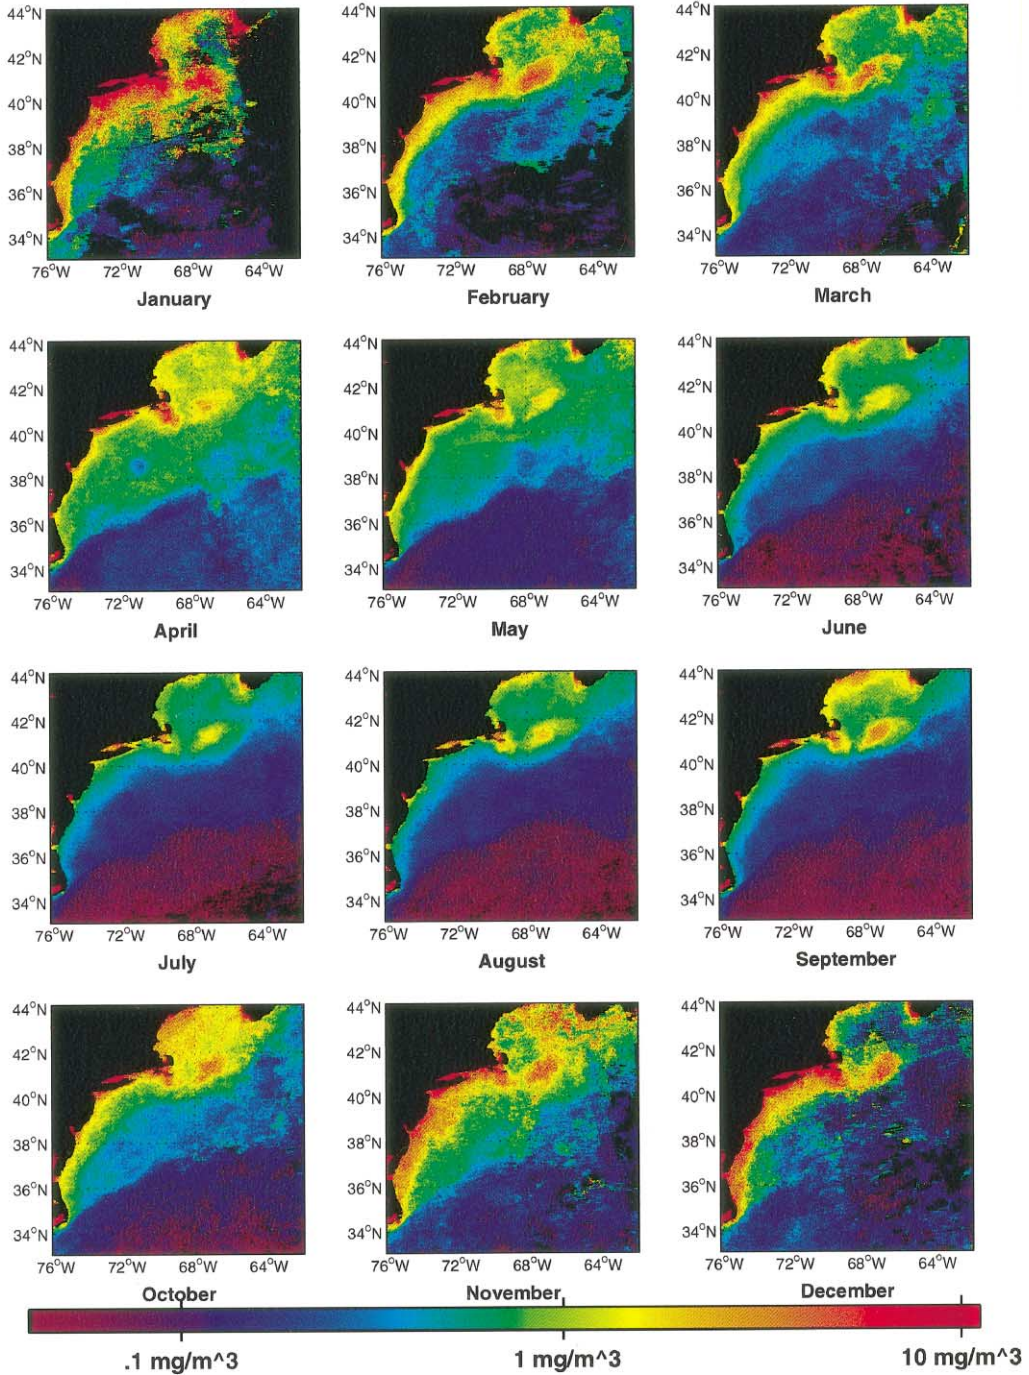 44°N 44°N 44°N
42°N 42°N 42°N
40°N 40°N 40°N
38°N 38°N 38°N
36°N 36°N 36°N
34°N 34°N 34°N
76°W 72°W 68°W 64°W 76°W 72°W 68°W 64°W 76°W 72°W 68°W 64°W
January February March
44°N 44°N 44°N
42°N 42°N 42°N
40°N 40°N 40°N
38°N 38°N 38°N
36°N 36°N 36°N
34°N 34°N 34°N
76°W 72°W 68°W 64°W 76°W 72°W 68°W 64°W 76°W 72°W 68°W 64°W
April May June
44°N 44°N 44°N
42°N 42°N 42°N
40°N 40°N 40°N
38°N 38°N 38°N
36°N 36°N 36°N
34°N 34°N 34°N
76°W 72°W 68°W 64°W 76°W 72°W 68°W 64°W 76°W 72°W 68°W 64°W
July August September
44°N 44°N 44°N
42°N 42°N 42°N
40°N 40°N 40°N
38°N 38°N 38°N
36°N 36°N 36°N
34°N 34°N 34°N
76°W 72°W 68°W 64°W 76°W 72°W 68°W 64°W 76°W 72°W 68°W 64°W
October November December
.1 mg/m^3 1 mg/m^3 10 mg/m^3